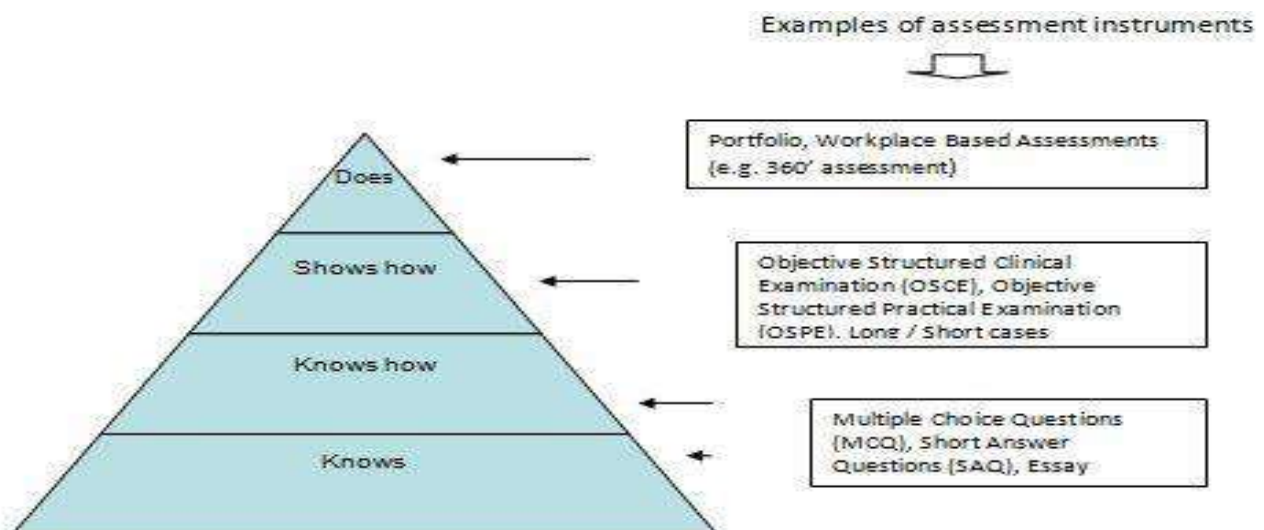 Examples of assessment instruments
Portfolio, Workplace Based Assessments
(e.g. 360' assessment)
Does
Objective Structured Clinical
Examination (OSCE), Objective
Structured Practical Examination
(OSPE). Long / Short cases
Shows how
Knows how
Multiple Choice Questions
(MCQ), Short Answer
Questions (SAQ), Essay
Knows